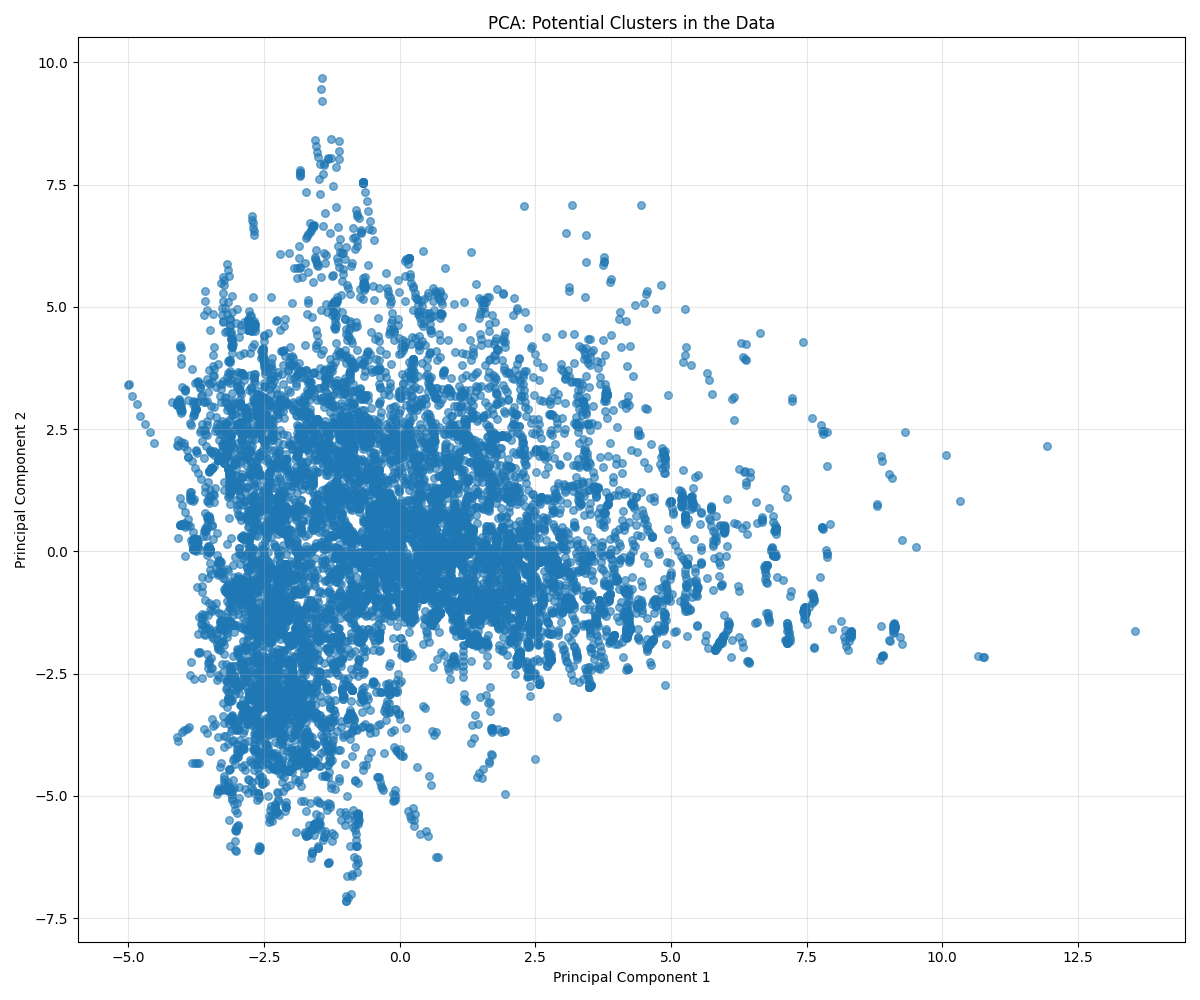 PCA: Potential Clusters in the Data
10.0
7.5
5.0
2.5
0.0
−2.5
−5.0
−7.5
Principal Component 2
−5.0 −2.5 0.0 2.5 5.0 7.5 10.0 12.5
Principal Component 1